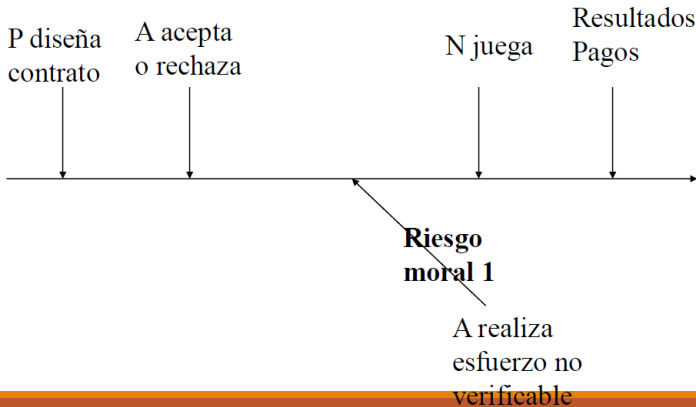 P diseña
contrato
A acepta
o rechaza
N juega
Resultados
Pagos
Riesgo
moral 1
A realiza
esfuerzo no
verificable